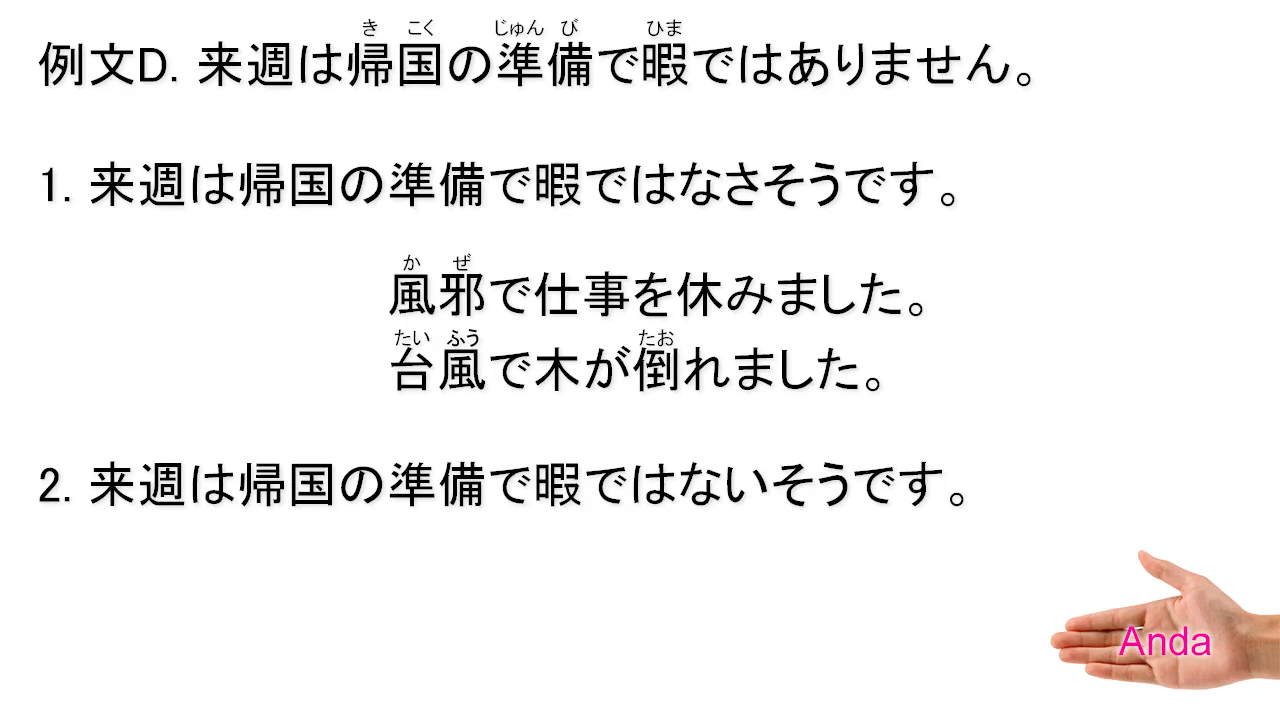 例文D. 来週は帰国の準備で暇ではありません。
1. 来週は帰国の準備で暇ではなさそうです。
風邪で仕事を休みました。
台風で木が倒れました。
2. 来週は帰国の準備で暇ではないそうです。
Anda